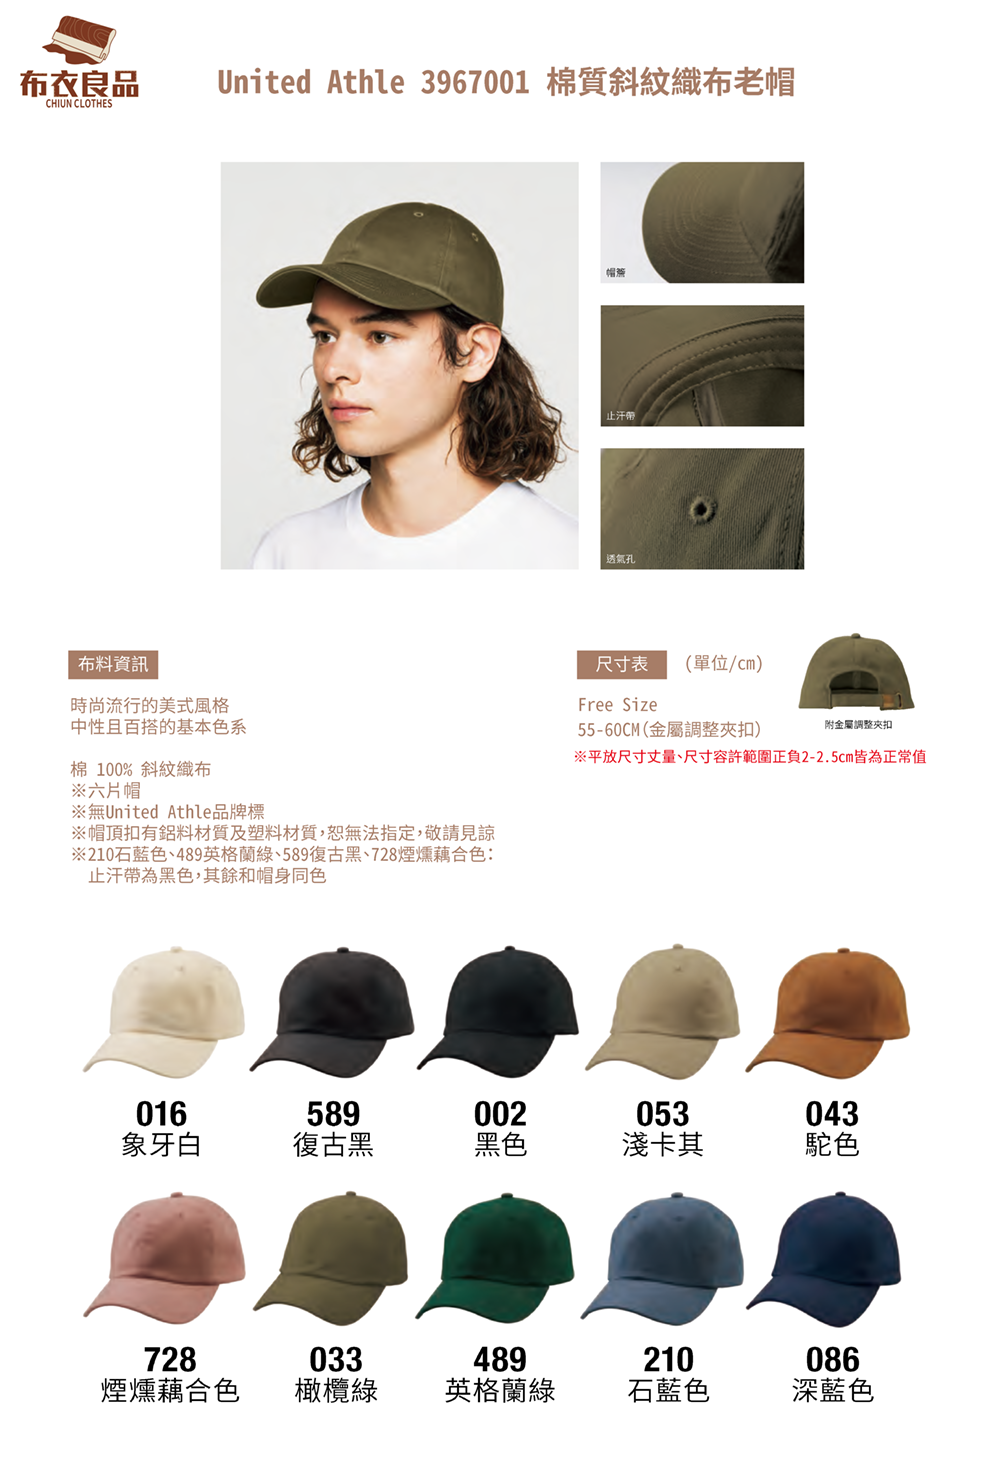 布衣良品
CHIUN CLOTHES
United Athle 3967001 棉質斜紋織布老帽
帽簷
止汗帶
透氣孔
布料資訊
時尚流行的美式風格
中性且百搭的基本色系
棉 100% 斜紋織布
※六片帽
※無United Athle品牌標
※帽頂扣有鋁料材質及塑料材質，恕無法指定，敬請見諒
※210石藍色、489英格蘭綠、589復古黑、728煙燻藕合色：
止汗帶為黑色，其餘和帽身同色
尺寸表 (單位/cm)
Free Size
55-60CM(金屬調整夾扣)
附金屬調整夾扣
※平放尺寸丈量、尺寸容許範圍正負2-2.5cm皆為正常值
016 589 002 053 043
象牙白 復古黑 黑色 淺卡其 駝色
728 033 489 210 086
煙燻藕合色 橄欖綠 英格蘭綠 石藍色 深藍色